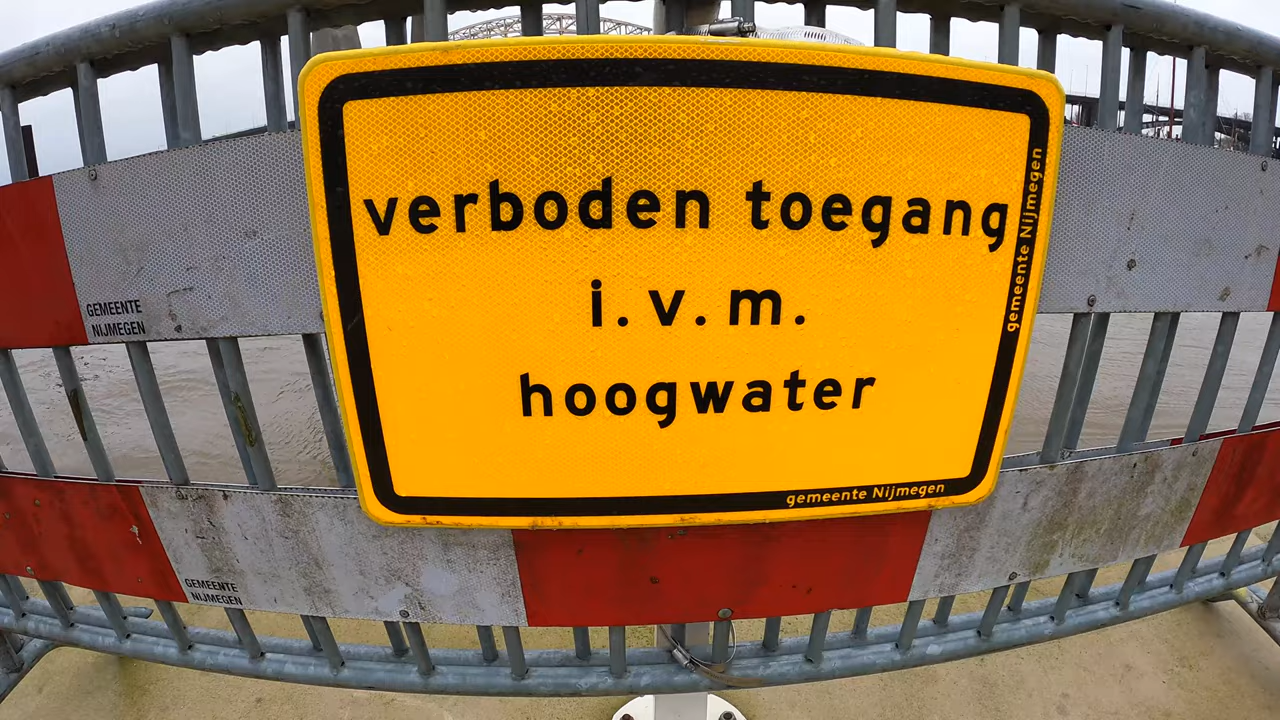 verboden toegang
i.v.m.
hoogwater
gemeente Nijmegen
gemeente Nijmegen
GEMEENTE
NIJMEGEN
GEMEENTE
NIJMEGEN